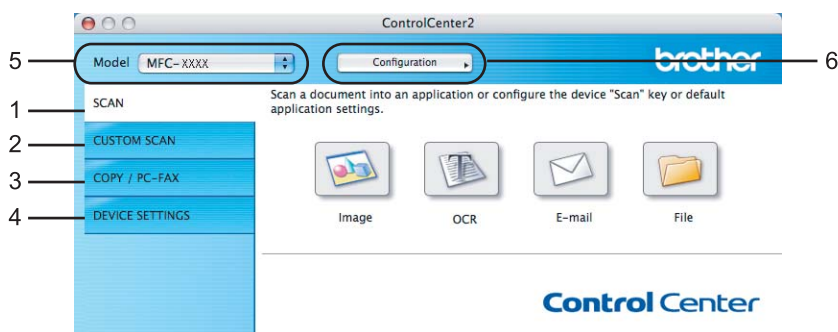 ControlCenter2
5
Model MFC-XXXX
Configuration
brother
6
1
SCAN
Scan a document into an application or configure the device "Scan" key or default
application settings.
2
CUSTOM SCAN
3
COPY / PC-FAX
4
DEVICE SETTINGS
Image
OCR
E-mail
File
Control Center